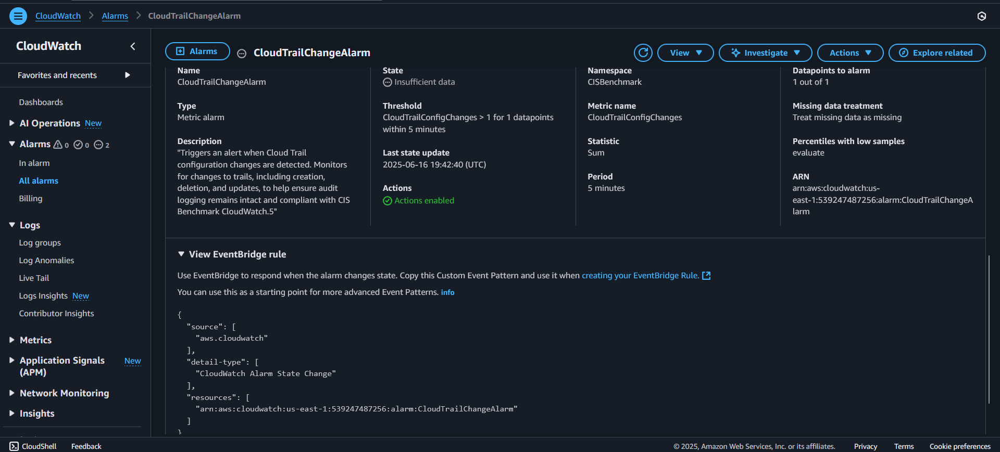 CloudWatch > Alarms > CloudTrailChangeAlarm
CloudWatch
Favorites and recents
Dashboards
AI Operations New
Alarms 0 0 2
In alarm
All alarms
Billing
Logs
Log groups
Log Anomalies
Live Tail
Logs Insights New
Contributor Insights
Metrics
Application Signals New
(APM)
Network Monitoring
Insights
Alarms
CloudTrailChangeAlarm
View
Investigate
Actions
Explore related
Name
CloudTrailChangeAlarm
Type
Metric alarm
Description
"Triggers an alert when Cloud Trail
configuration changes are detected. Monitors
for changes to trails, including creation,
deletion, and updates, to help ensure audit
logging remains intact and compliant with CIS
Benchmark CloudWatch.5"
State
Insufficient data
Threshold
CloudTrailConfigChanges > 1 for 1 datapoints
within 5 minutes
Last state update
2025-06-16 19:42:40 (UTC)
Actions
Actions enabled
Namespace
CISBenchmark
Metric name
CloudTrailConfigChanges
Statistic
Sum
Period
5 minutes
Datapoints to alarm
1 out of 1
Missing data treatment
Treat missing data as missing
Percentiles with low samples
evaluate
ARN
arn:aws:cloudwatch:us-
east-1:539247487256:alarm:CloudTrailChangeA
larm
View EventBridge rule
Use EventBridge to respond when the alarm changes state. Copy this Custom Event Pattern and use it when creating your EventBridge Rule.
You can use this as a starting point for more advanced Event Patterns. info
{
"source": [
"aws.cloudwatch"
],
"detail-type": [
"CloudWatch Alarm State Change"
],
"resources": [
"arn:aws:cloudwatch:us-east-1:539247487256:alarm:CloudTrailChangeAlarm"
]
}
CloudShell
Feedback
© 2025, Amazon Web Services, Inc. or its affiliates.
Privacy
Terms
Cookie preferences